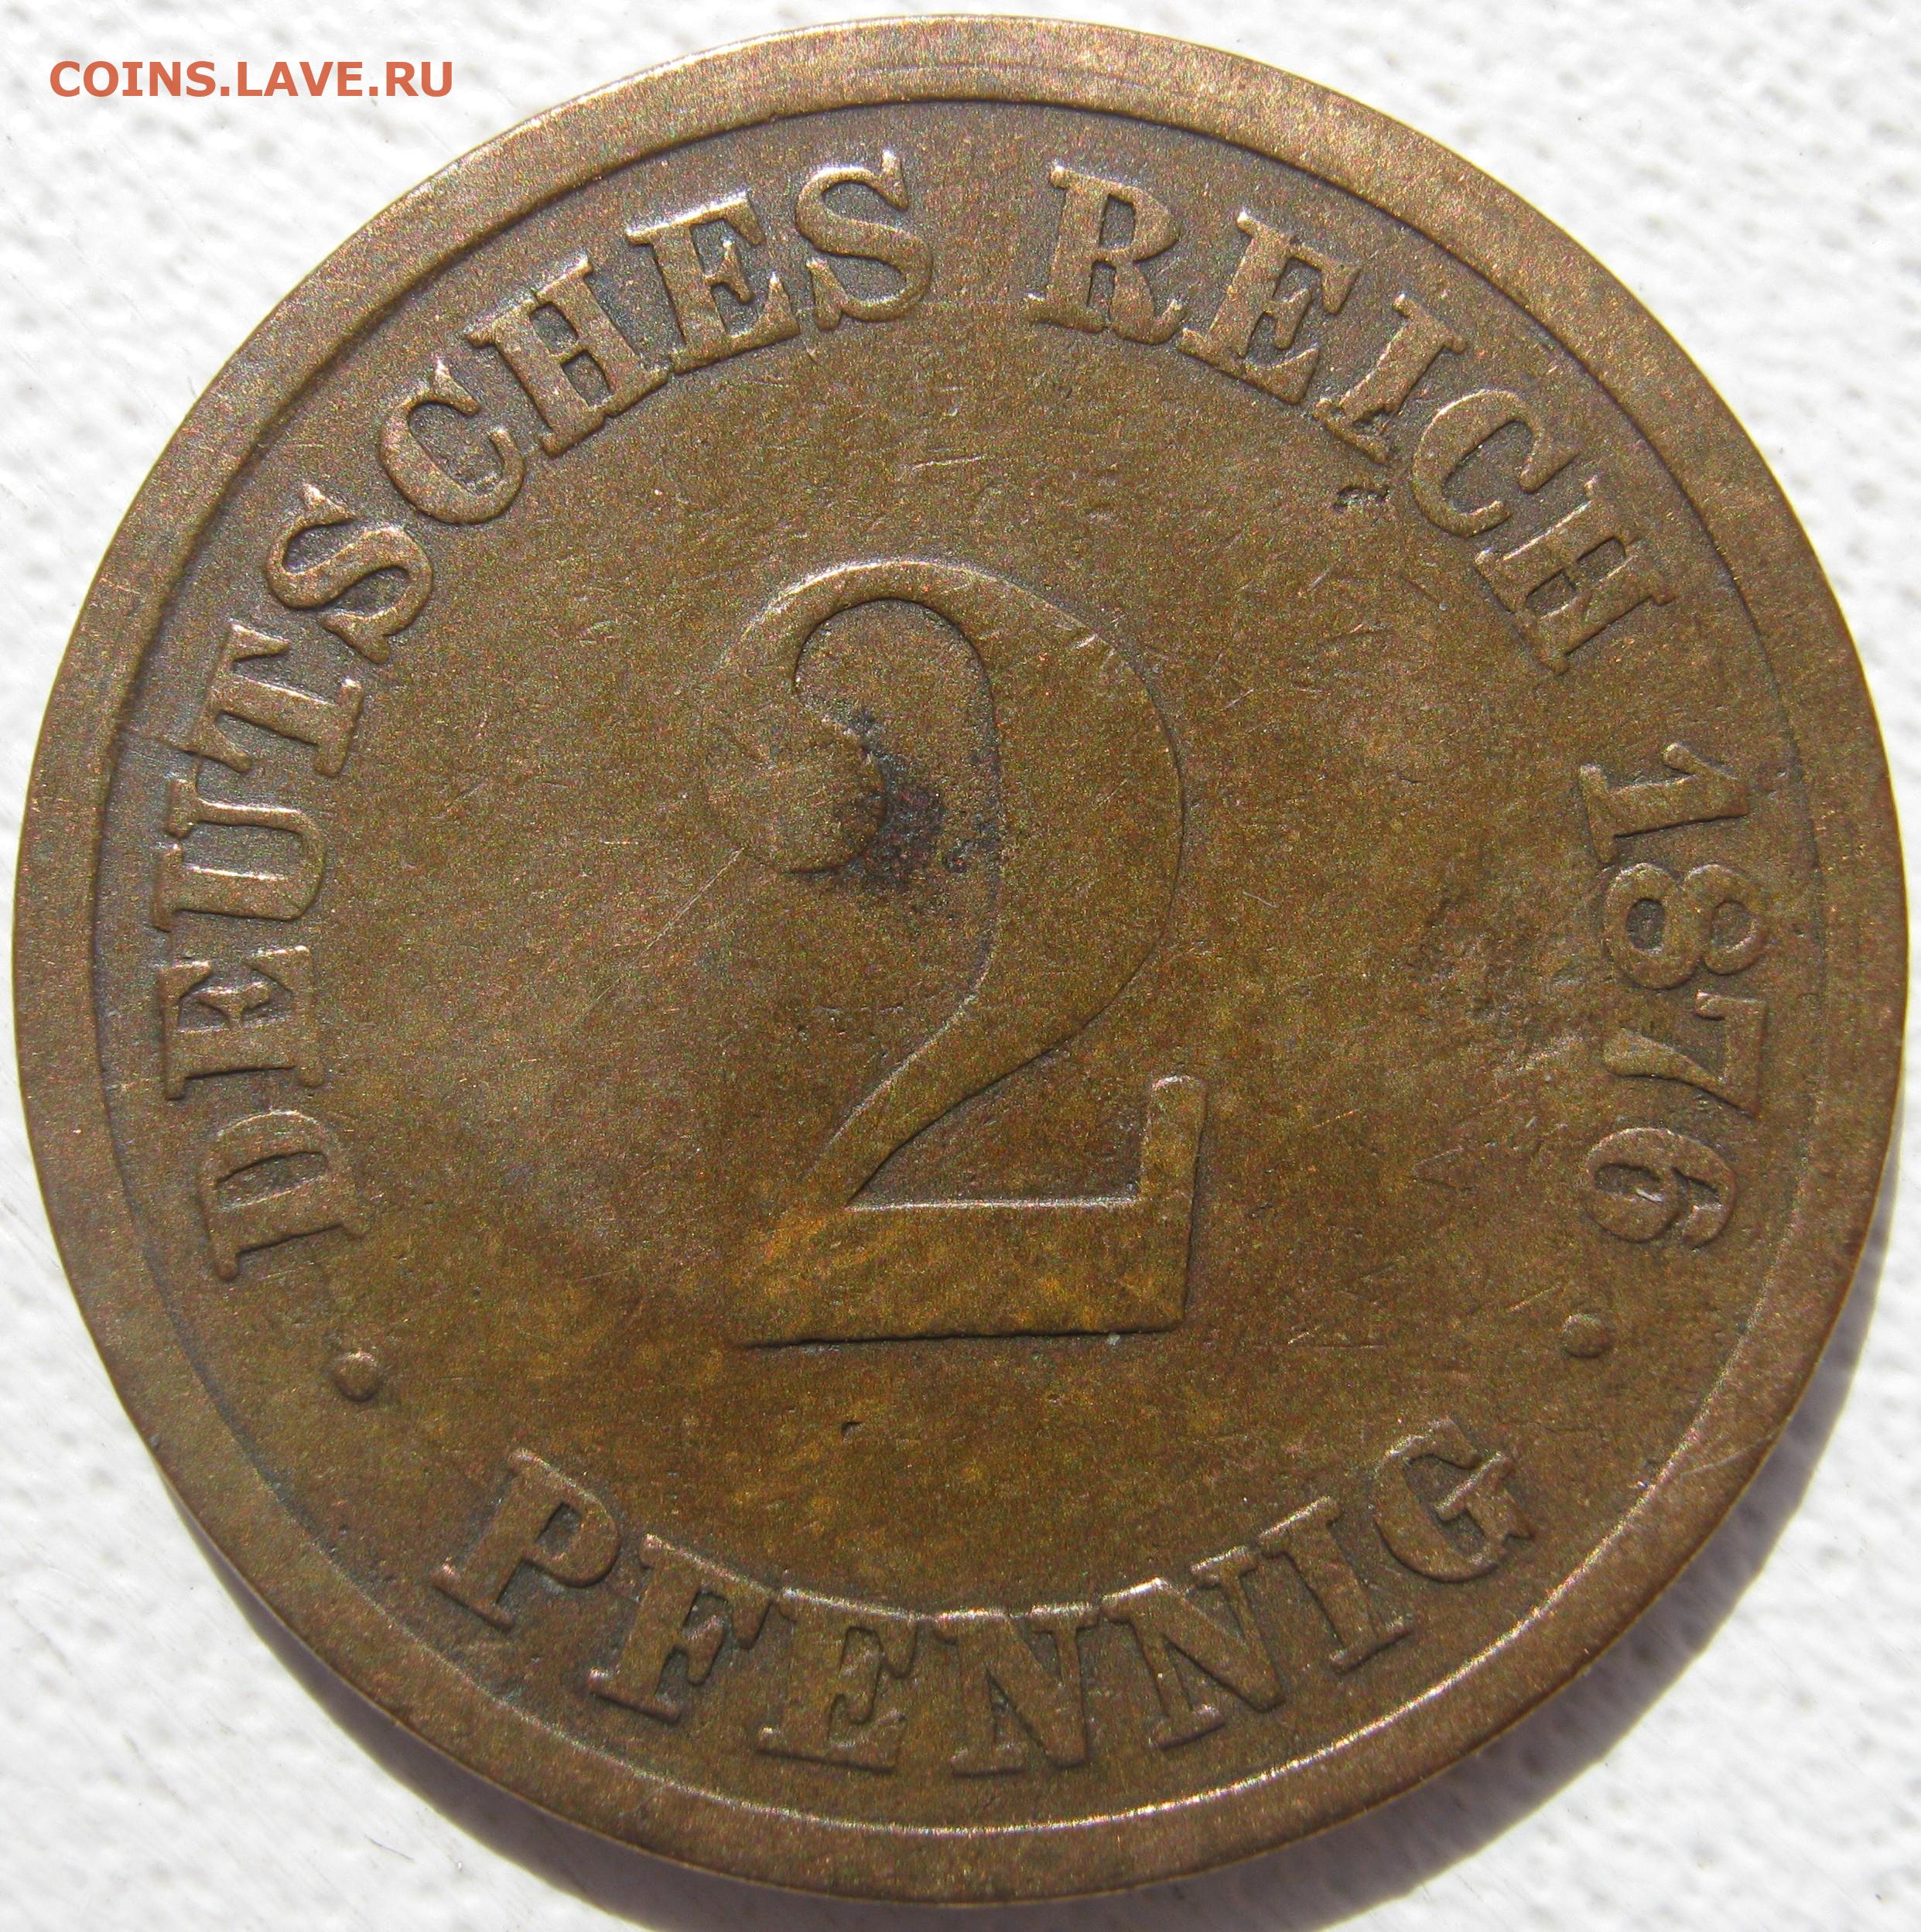 COINS.LAVE.RU
DEUTSCHES REICH 1876
2
PFENNIG